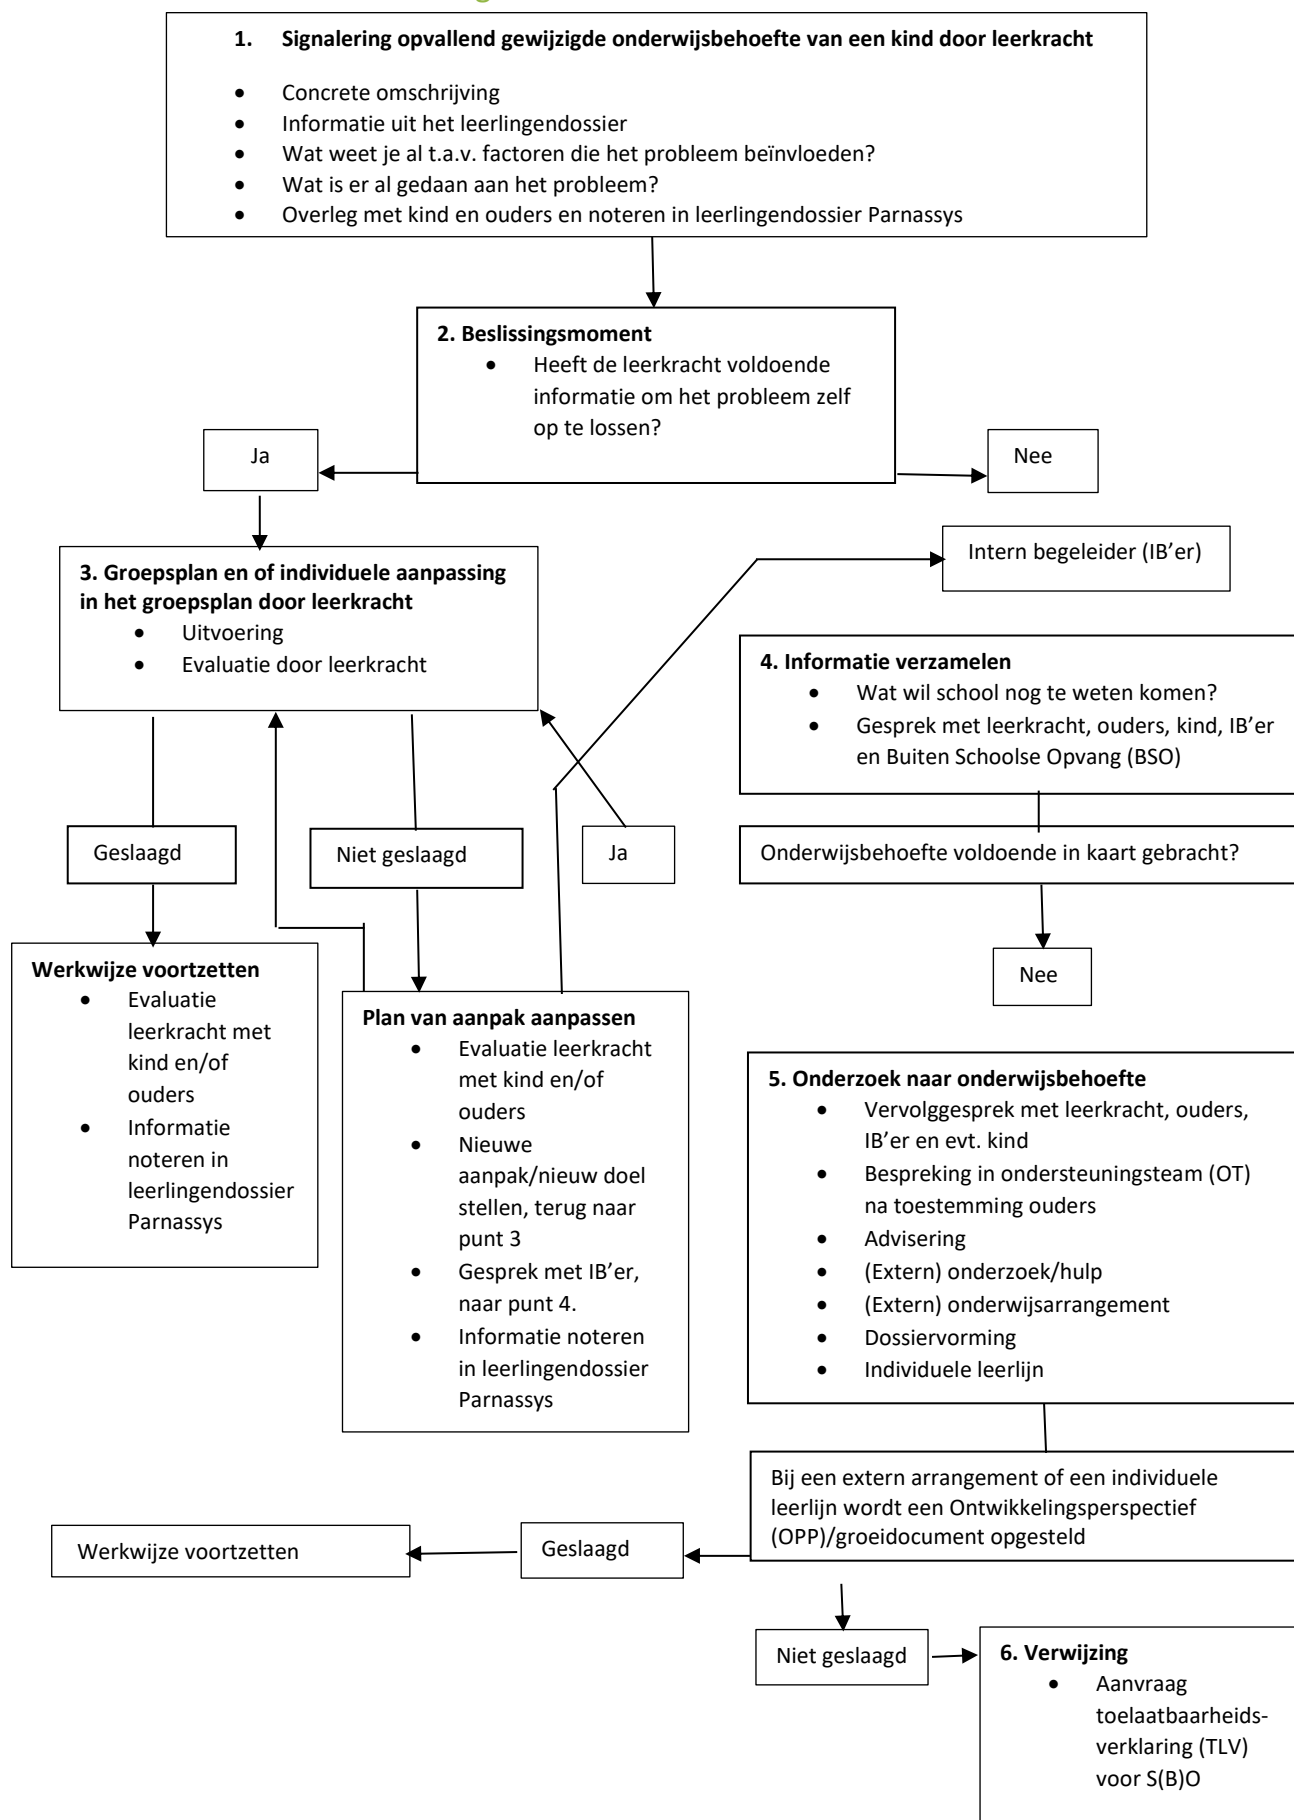 1. Signalering opvallend gewijzigde onderwijsbehoefte van een kind door leerkracht
• Concrete omschrijving
• Informatie uit het leerlingendossier
• Wat weet je al t.a.v. factoren die het probleem beïnvloeden?
• Wat is er al gedaan aan het probleem?
• Overleg met kind en ouders en noteren in leerlingendossier Parnassys
2. Beslissingsmoment
• Heeft de leerkracht voldoende
informatie om het probleem zelf
op te lossen?
Ja
Nee
Intern begeleider (IB’er)
3. Groepsplan en of individuele aanpassing
in het groepsplan door leerkracht
• Uitvoering
• Evaluatie door leerkracht
4. Informatie verzamelen
• Wat wil school nog te weten komen?
• Gesprek met leerkracht, ouders, kind, IB’er
en Buiten Schoolse Opvang (BSO)
Geslaagd
Niet geslaagd
Ja
Onderwijsbehoefte voldoende in kaart gebracht?
Nee
Werkwijze voortzetten
• Evaluatie
leerkracht met
kind en/of
ouders
• Informatie
noteren in
leerlingendossier
Parnassys
Plan van aanpak aanpassen
• Evaluatie leerkracht
met kind en/of
ouders
• Nieuwe
aanpak/nieuw doel
stellen, terug naar
punt 3
• Gesprek met IB’er,
naar punt 4.
• Informatie noteren
in leerlingendossier
Parnassys
5. Onderzoek naar onderwijsbehoefte
• Vervolggesprek met leerkracht, ouders,
IB’er en evt. kind
• Bespreking in ondersteuningsteam (OT)
na toestemming ouders
• Advisering
• (Extern) onderzoek/hulp
• (Extern) onderwijsarrangement
• Dossiervorming
• Individuele leerlijn
Bij een extern arrangement of een individuele
leerlijn wordt een Ontwikkelingsperspectief
(OPP)/groeidocument opgesteld
Werkwijze voortzetten
Geslaagd
Niet geslaagd
6. Verwijzing
• Aanvraag
toelaatbaarheids-
verklaring (TLV)
voor S(B)O